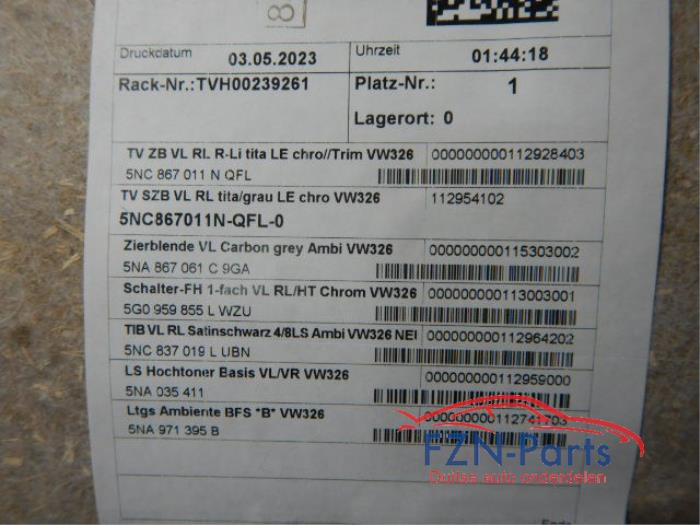 8
Druckdatum 03.05.2023 Uhrzeit 01:44:18
Rack-Nr.:TVH00239261 Platz-Nr.: 1
Lagerort: 0
TV ZB VL RL R-Li tita LE chro//Trim VW326 000000000112928403
5NC 867 011 N QFL
TV SZB VL RL tita/grau LE chro VW326 112954102
5NC867011N-QFL-0
Zierblende VL Carbon grey Ambi VW326 000000000115303002
5NA 867 061 C 9GA
Schalter-FH 1-fach VL RL/HT Chrom VW326 000000000113003001
5G0 959 855 L WZU
TIB VL RL Satinschwarz 4/8LS Ambi VW326 NEI 000000000112964202
5NC 837 019 L UBN
LS Hochtoner Basis VL/VR VW326 000000000112959000
5NA 035 411
Ltgs Ambiente BFS *B* VW326 000000000112741703
5NA 971 395 B
FZN-Parts
Duitse auto onderdelen